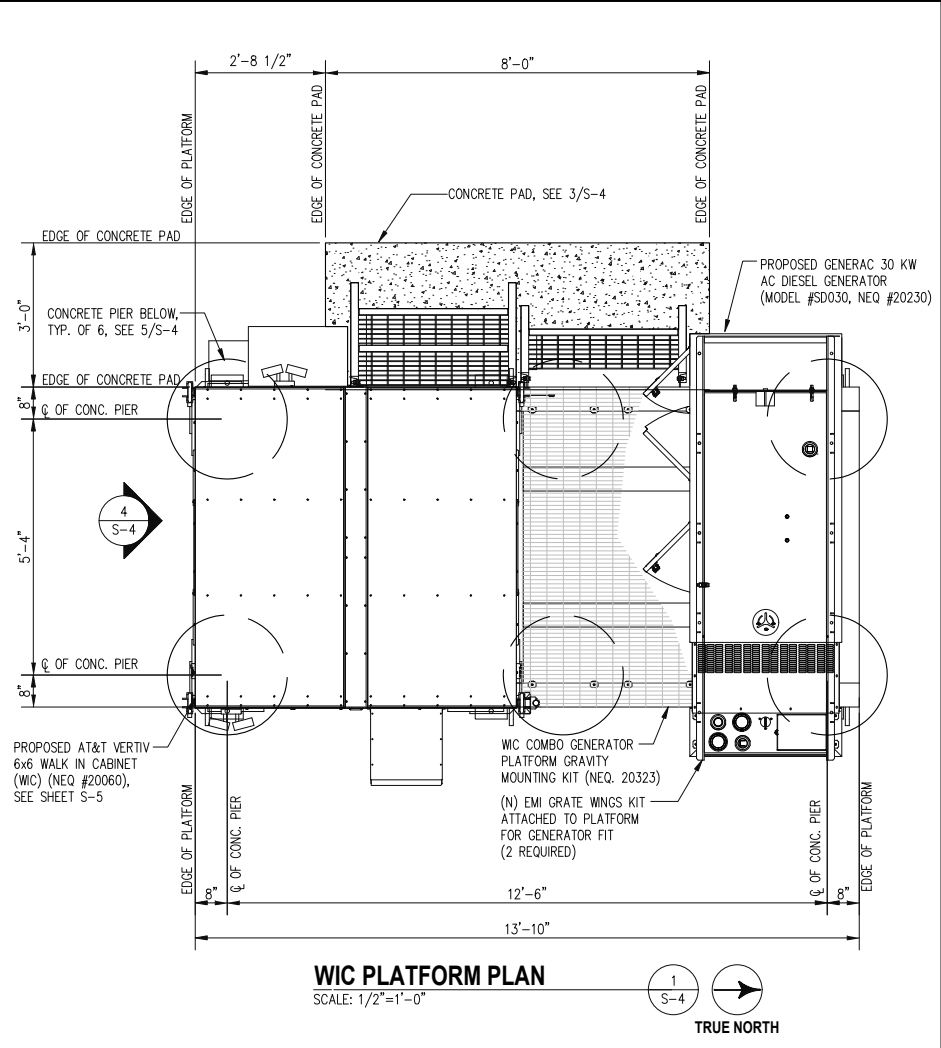 2'-8 1/2"
8'-0"
EDGE OF PLATFORM
EDGE OF CONCRETE PAD
EDGE OF CONCRETE PAD
CONCRETE PAD, SEE 3/S-4
EDGE OF CONCRETE PAD
PROPOSED GENERAC 30 KW
AC DIESEL GENERATOR
(MODEL #SD030, NEQ #20230)
3'-0"
CONCRETE PIER BELOW,
TYP. OF 6, SEE 5/S-4
EDGE OF CONCRETE PAD
8"
℄ OF CONC. PIER
4
S-4
5'-4"
℄ OF CONC. PIER
8"
PROPOSED AT&T VERTIV
6x6 WALK IN CABINET
(WIC) (NEQ #20060),
SEE SHEET S-5
WIC COMBO GENERATOR
PLATFORM GRAVITY
MOUNTING KIT (NEQ. 20323)
(N) EMI GRATE WINGS KIT
ATTACHED TO PLATFORM
FOR GENERATOR FIT
(2 REQUIRED)
EDGE OF PLATFORM
℄ OF CONC. PIER
℄ OF CONC. PIER
EDGE OF PLATFORM
8"
12'-6"
8"
13'-10"
WIC PLATFORM PLAN
SCALE: 1/2"=1'-0"
1
S-4
TRUE NORTH